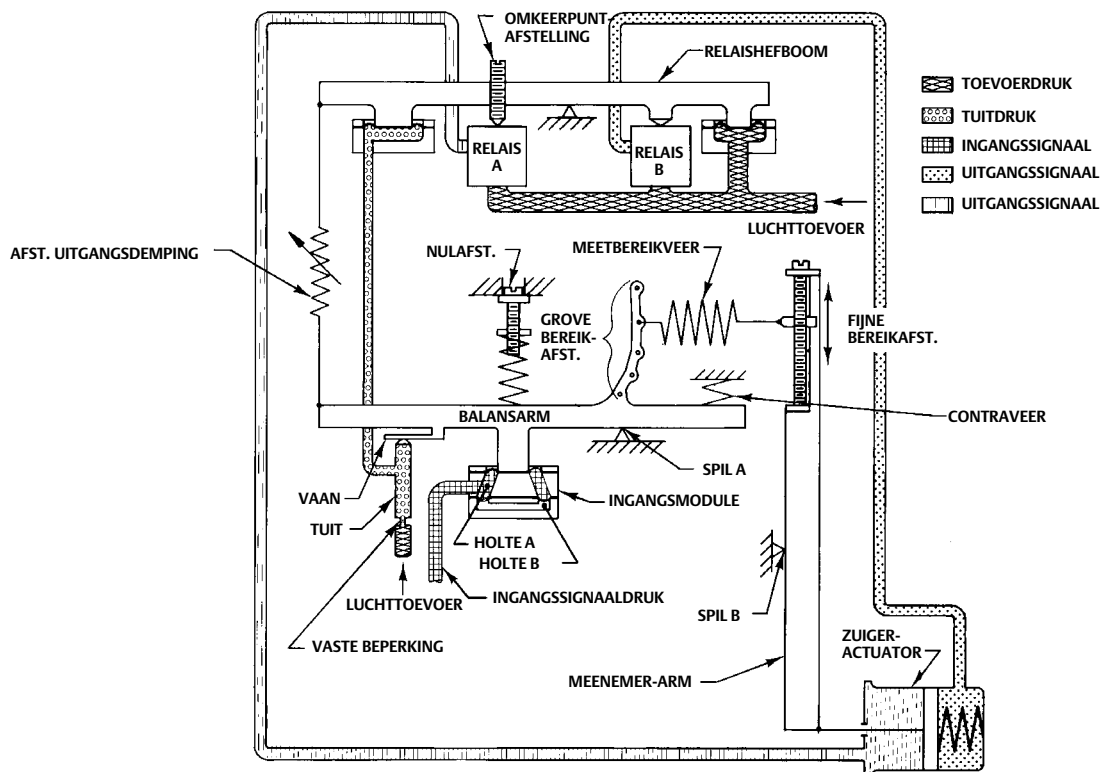 OMKEERPUNT
AFSTELLING
RELAISHEFBOOM
TOEVOERDRUK
TUITDRUK
INGANGSSIGNAAL
UITGANGSSIGNAAL
UITGANGSSIGNAAL
RELAIS
A
RELAIS
B
LUCHTTOEVOER
AFST. UITGANGSDEMPING
NULAFST.
MEETBEREIKVEER
GROVE
BEREIK-
AFST.
FIJNE
BEREIKAFST.
BALANSARM
CONTRAVEER
SPIL A
VAAN
TUIT
INGANGSMODULE
HOLTE A
HOLTE B
LUCHTTOEVOER
INGANGSSIGNAALDRUK
VASTE BEPERKING
SPIL B
MEENEMER-ARM
ZUIGER-
ACTUATOR